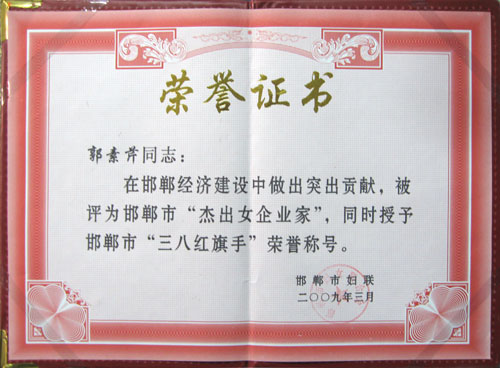 荣誉证书
郭素萍同志：
在邯郸经济建设中做出突出贡献，被
评为邯郸市“杰出女企业家”，同时授予
邯郸市“三八红旗手”荣誉称号。
邯郸市妇联
二〇〇九年三月